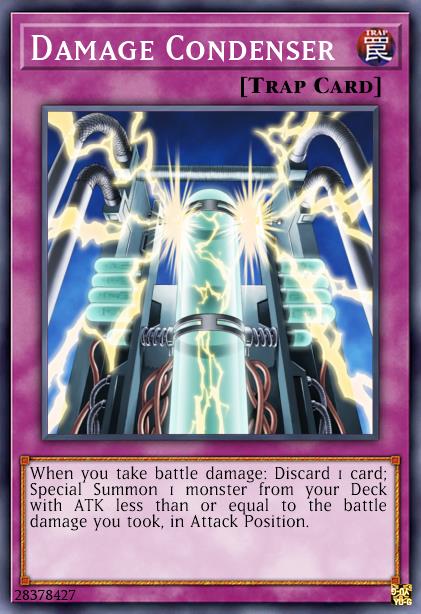 DAMAGE CONDENSER
TRAP
罠
[TRAP CARD]
When you take battle damage: Discard 1 card;
Special Summon 1 monster from your Deck
with ATK less than or equal to the battle
damage you took, in Attack Position.
28378427